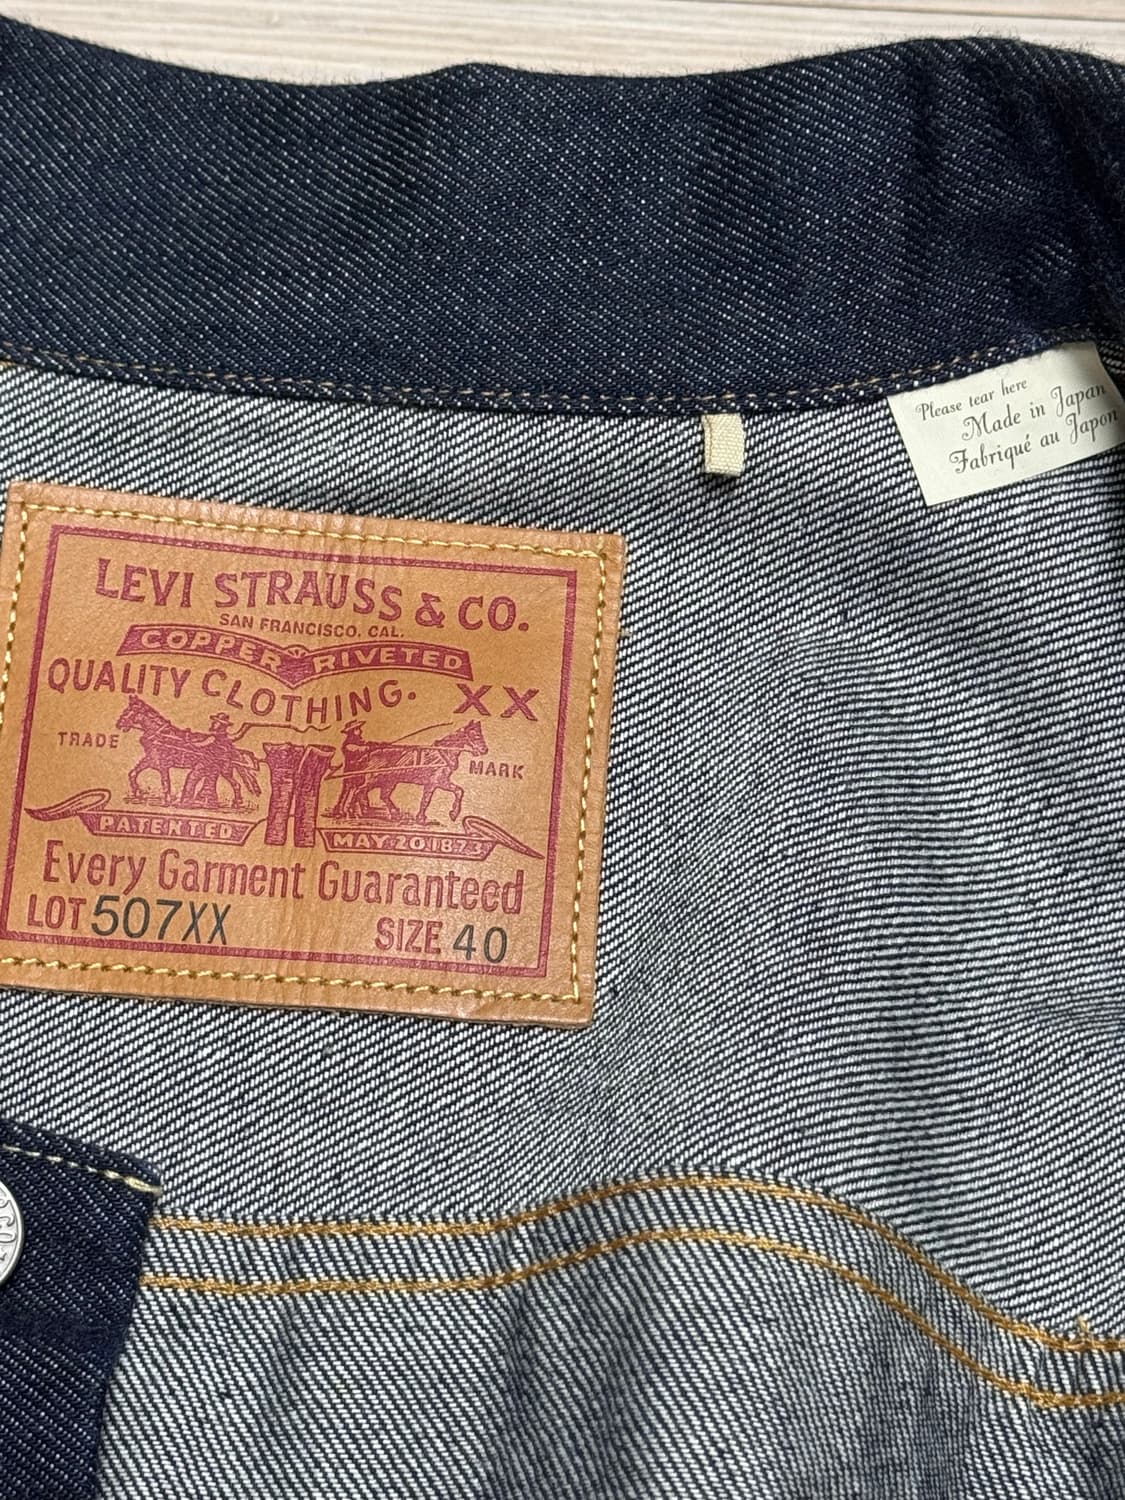 Please tear here
Made in Japan
Fabriqué au Japon
LEVI STRAUSS & CO.
SAN FRANCISCO, CAL.
COPPER RIVETED
QUALITY CLOTHING. XX
TRADE MARK
PATENTED MAY 20 1873
Every Garment Guaranteed
LOT 507XX SIZE 40